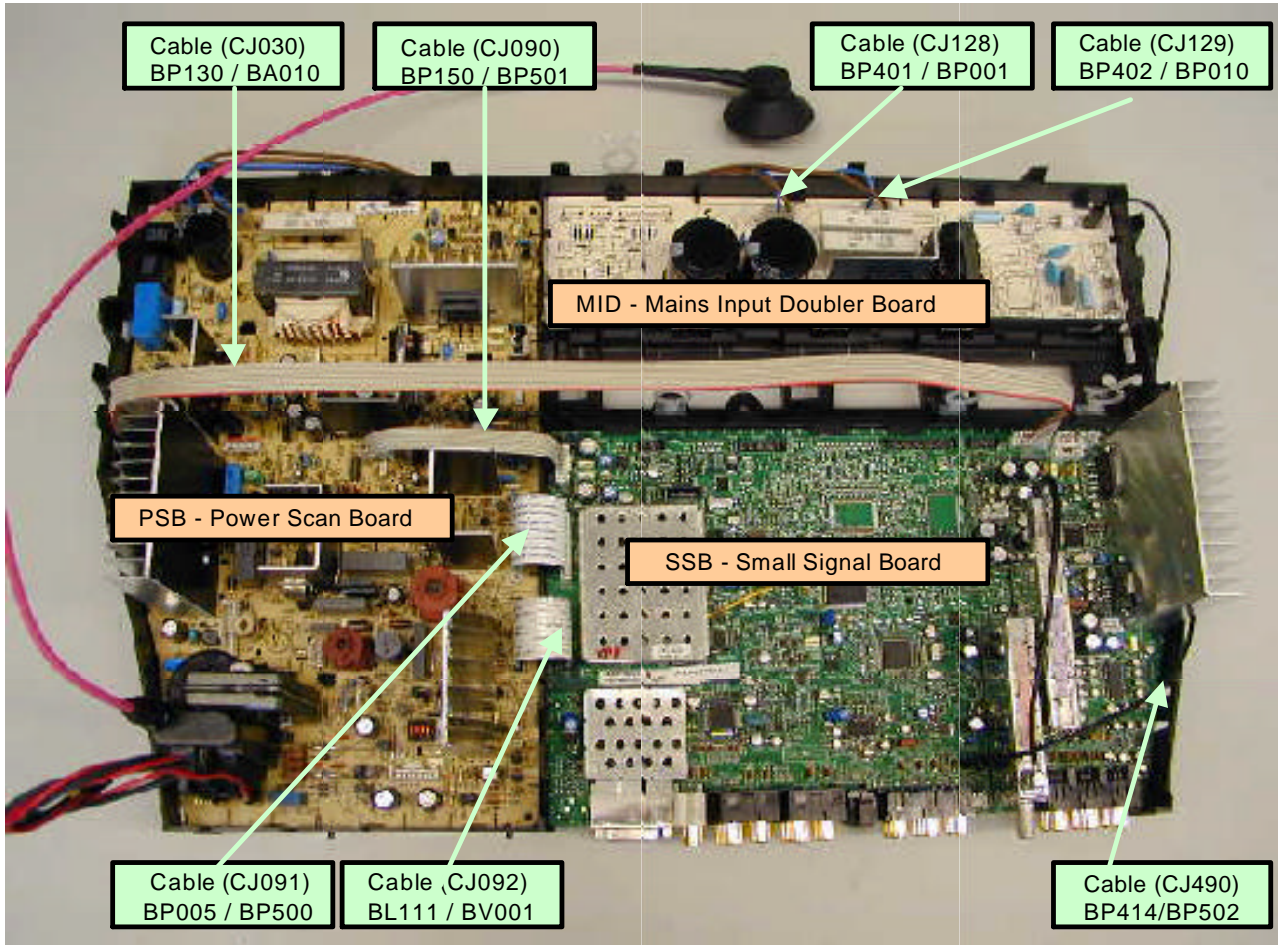 Cable (CJ030)
BP130 / BA010
Cable (CJ090)
BP150 / BP501
Cable (CJ128)
BP401 / BP001
Cable (CJ129)
BP402 / BP010
MID - Mains Input Doubler Board
PSB - Power Scan Board
SSB - Small Signal Board
Cable (CJ091)
BP005 / BP500
Cable (CJ092)
BL111 / BV001
Cable (CJ490)
BP414/BP502